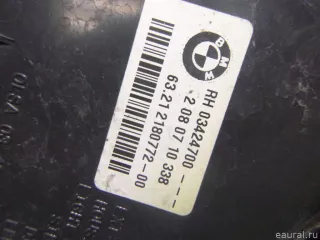 BMW
RH 03424700 - - -
2 08 07 10 338
63.21.2180772-00
eaural.ru